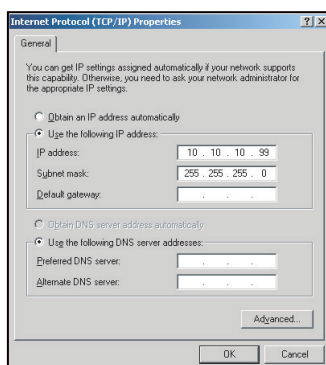 Internet Protocol (TCP/IP) Properties
General
You can get IP settings assigned automatically if your network supports
this capability. Otherwise, you need to ask your network administrator for
the appropriate IP settings.
Obtain an IP address automatically
Use the following IP address:
IP address: 10 . 10 . 10 . 99
Subnet mask: 255 . 255 . 255 . 0
Default gateway: . . .
Obtain DNS server address automatically
Use the following DNS server addresses:
Preferred DNS server: . . .
Alternate DNS server: . . .
Advanced...
OK Cancel